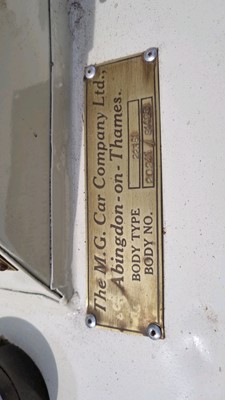 The M.G. Car Company Ltd.,
Abingdon-on-Thames.
BODY TYPE
BODY NO.